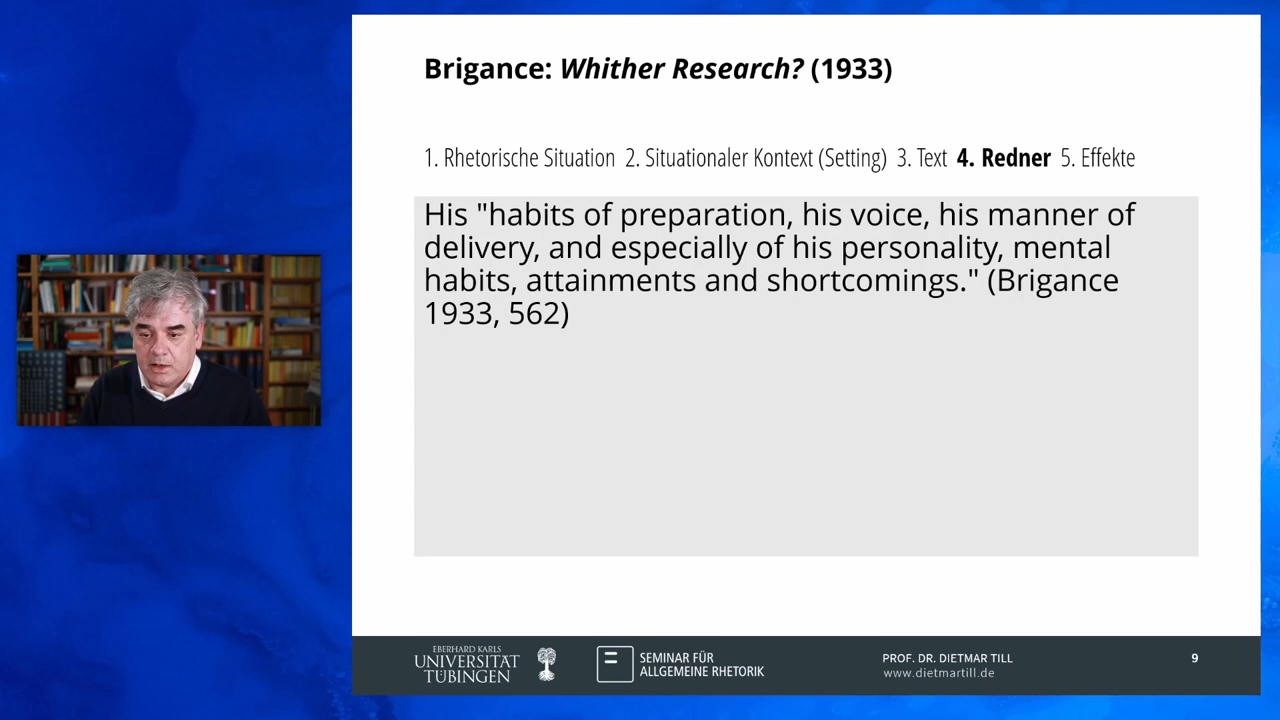 Brigance: Whither Research? (1933)
1. Rhetorische Situation 2. Situationaler Kontext (Setting) 3. Text 4. Redner 5. Effekte
His "habits of preparation, his voice, his manner of
delivery, and especially of his personality, mental
habits, attainments and shortcomings." (Brigance
1933, 562)
EBERHARD KARLS
UNIVERSITÄT
TÜBINGEN
SEMINAR FÜR
ALLGEMEINE RHETORIK
PROF. DR. DIETMAR TILL
www.dietmartill.de
9